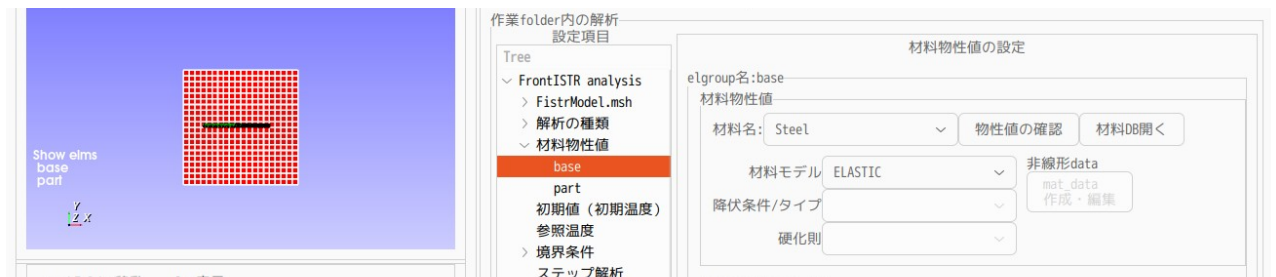 Show elms
base
part
Y
Z X
作業folder内の解析
設定項目
Tree
FrontISTR analysis
FistrModel.msh
解析の種類
材料物性値
base
part
初期値 (初期温度)
参照温度
境界条件
ステップ解析
材料物性値の設定
elgroup名:base
材料物性値
材料名: Steel 物性値の確認 材料DB開く
材料モデル ELASTIC
非線形data
mat_data
作成・編集
降伏条件/タイプ
硬化則